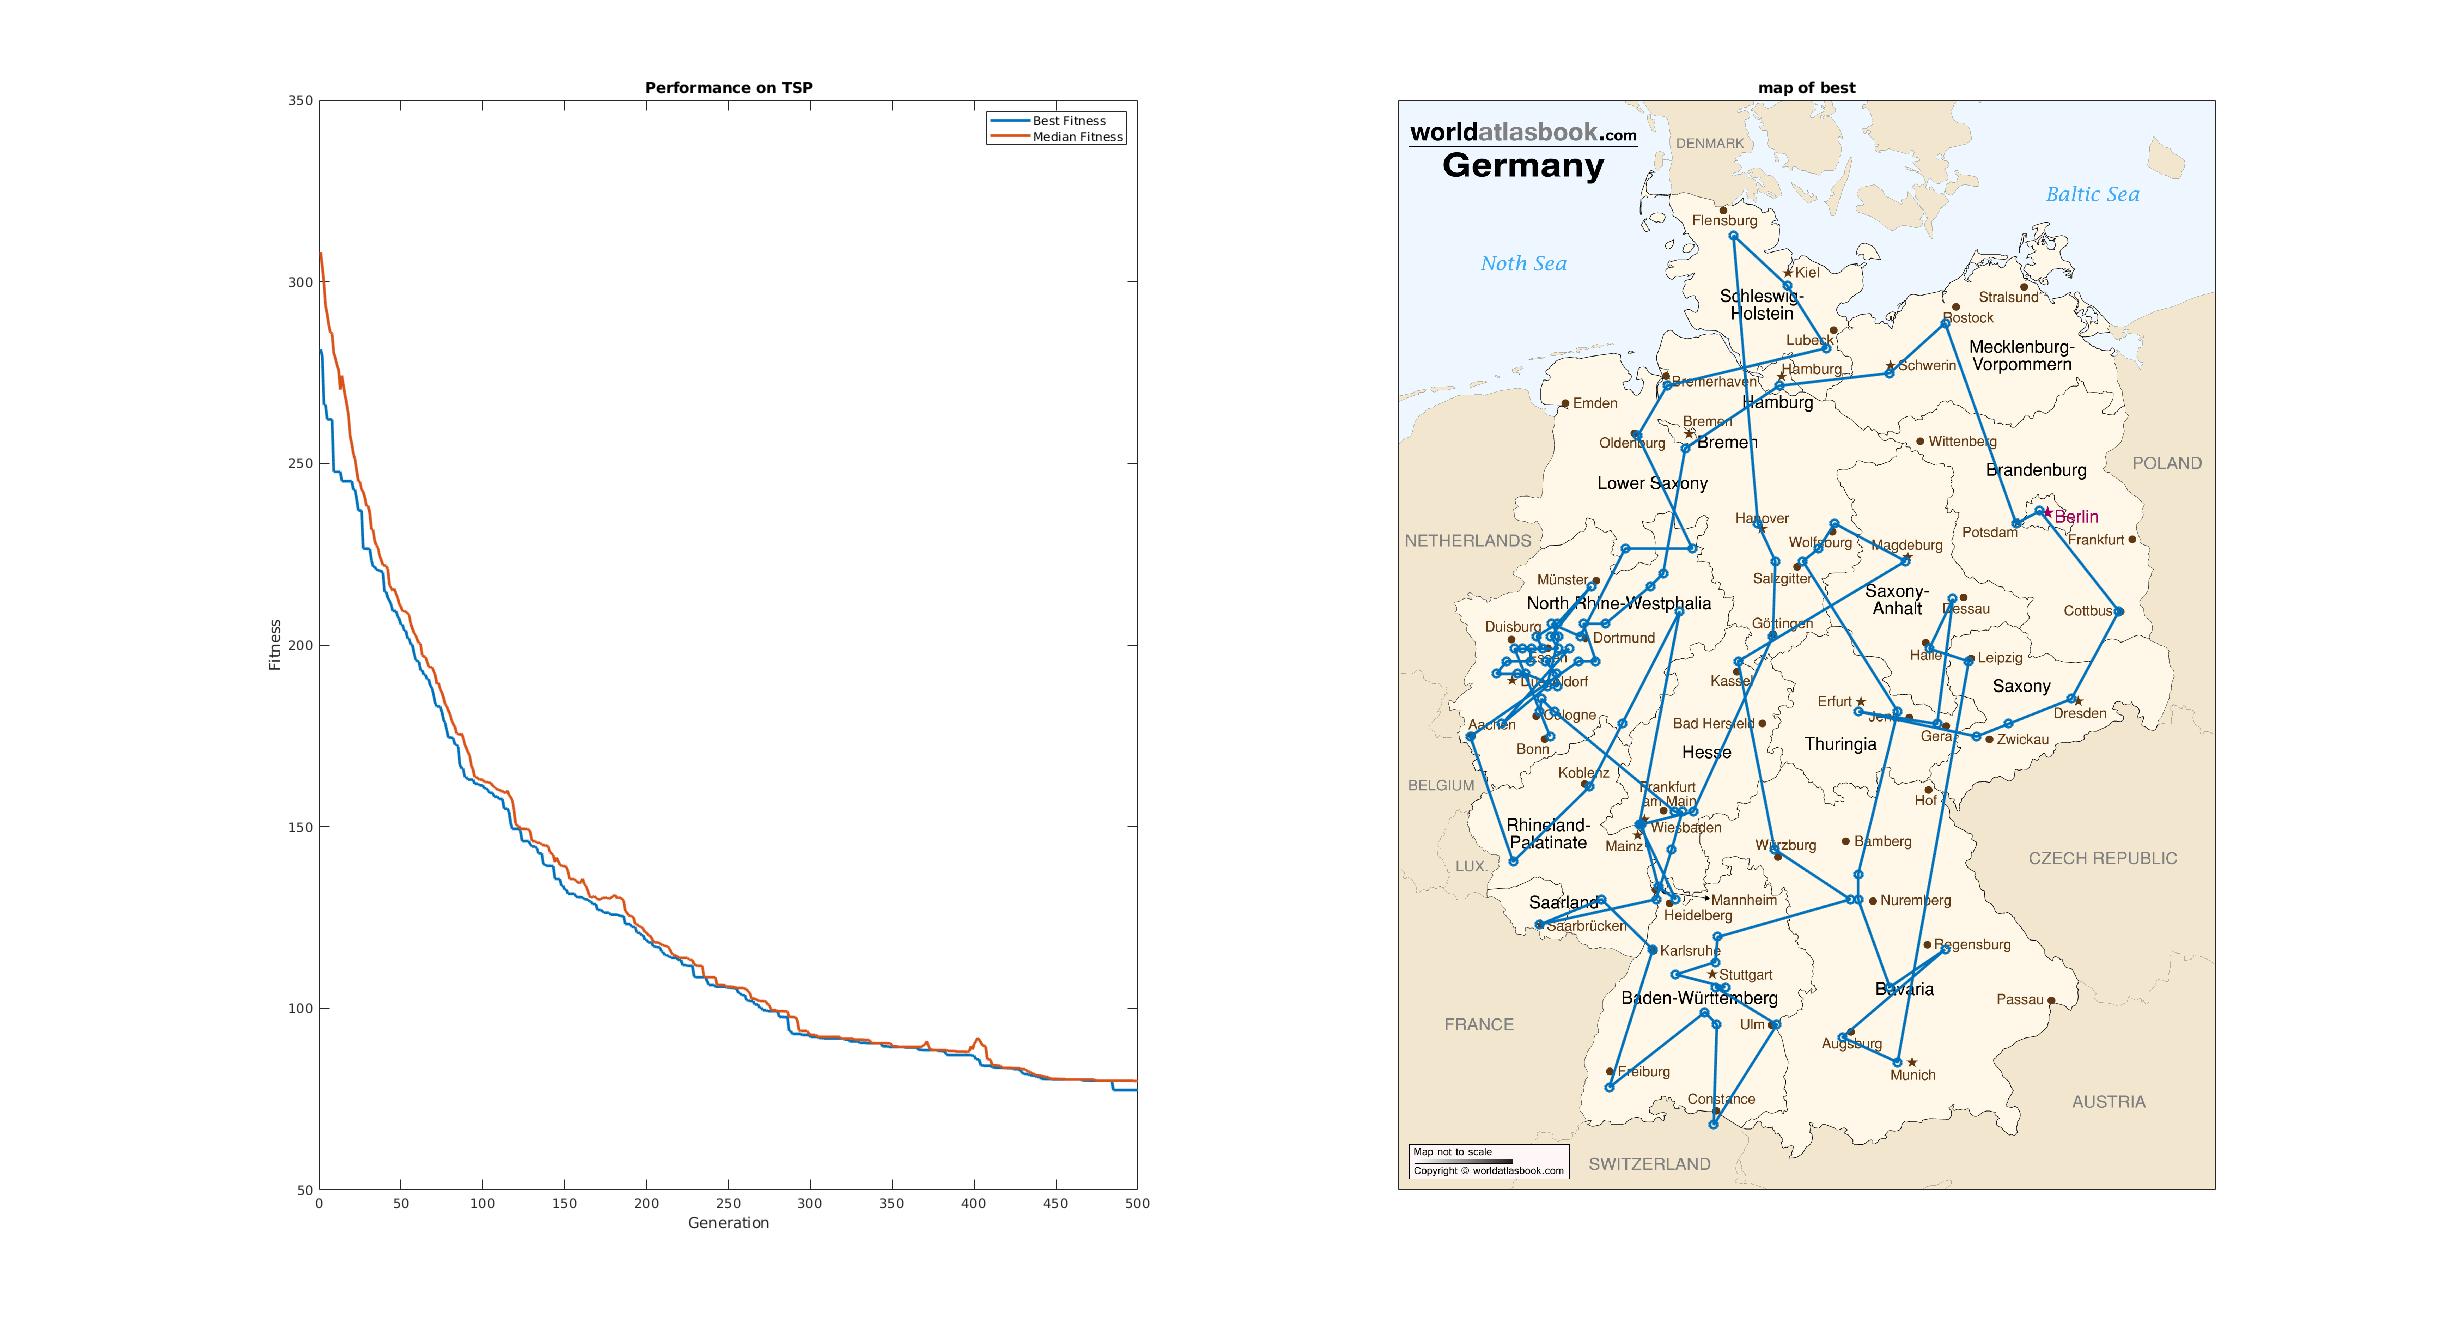 Performance on TSP
350
300
250
200
150
100
50
0
50
100
150
200
250
300
350
400
450
500
Fitness
Generation
Best Fitness
Median Fitness
map of best
worldatlasbook.com
Germany
DENMARK
Baltic Sea
Noth Sea
Flensburg
Kiel
Schleswig-
Holstein
Stralsund
Rostock
Lubeck
Mecklenburg-
Vorpommern
Schwerin
Hamburg
Bremerhaven
Hamburg
Emden
Bremen
Oldenburg
Bremen
Wittenberg
POLAND
Brandenburg
Lower Saxony
Hanover
Berlin
Potsdam
NETHERLANDS
Wolfsburg
Magdeburg
Frankfurt
Münster
Salzgitter
North Rhine-Westphalia
Saxony-
Anhalt
Dessau
Cottbus
Duisburg
Göttingen
Dortmund
Essen
Halle
Leipzig
Kassel
Saxony
Erfurt
Dresden
Cologne
Aachen
Bad Hersfeld
Gera
Zwickau
Bonn
Hesse
Thuringia
Koblenz
BELGIUM
Frankfurt
am Main
Hof
Rhineland-
Palatinate
Wiesbaden
Mainz
Würzburg
Bamberg
LUX.
CZECH REPUBLIC
Saarland
Mannheim
Nuremberg
Heidelberg
Saarbrücken
Karlsruhe
Regensburg
Stuttgart
Bavaria
Baden-Württemberg
Passau
FRANCE
Ulm
Augsburg
Freiburg
Munich
Constance
AUSTRIA
Map not to scale
Copyright © worldatlasbook.com
SWITZERLAND